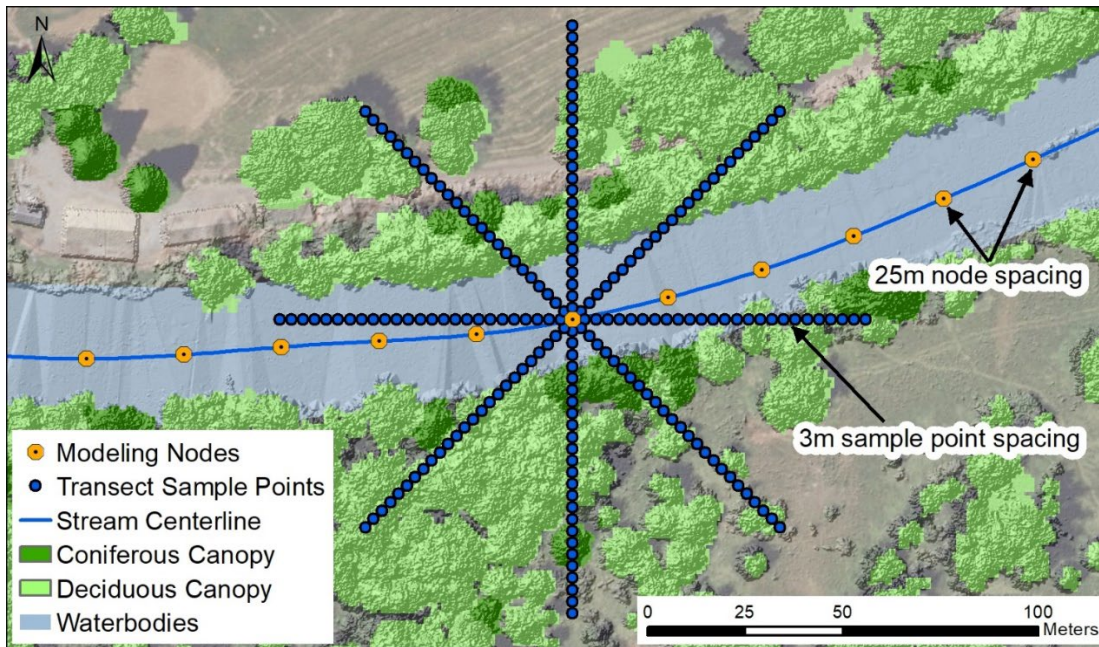 N
25m node spacing
3m sample point spacing
Modeling Nodes
Transect Sample Points
Stream Centerline
Coniferous Canopy
Deciduous Canopy
Waterbodies
0 25 50 100
Meters